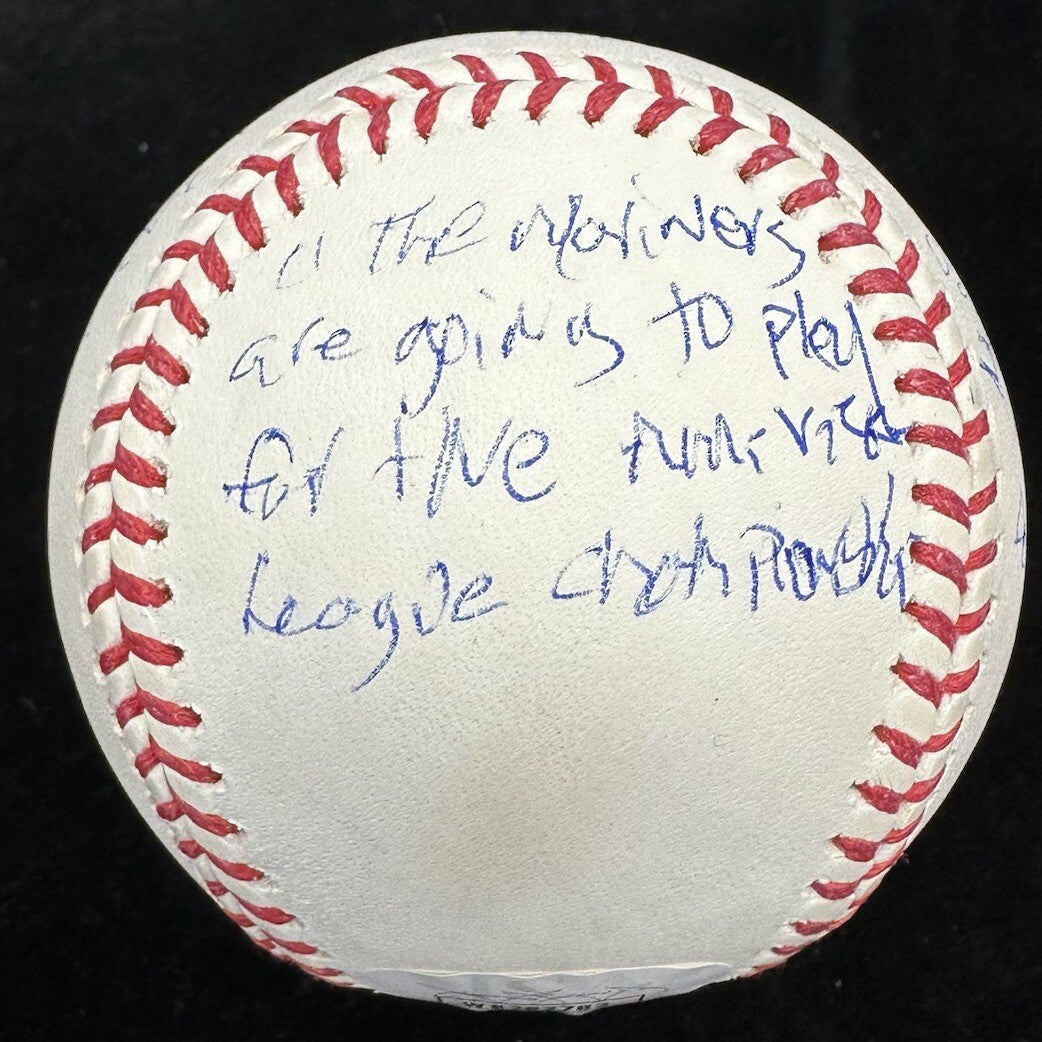 " The Mariners
are going to play
for the American
League Championship